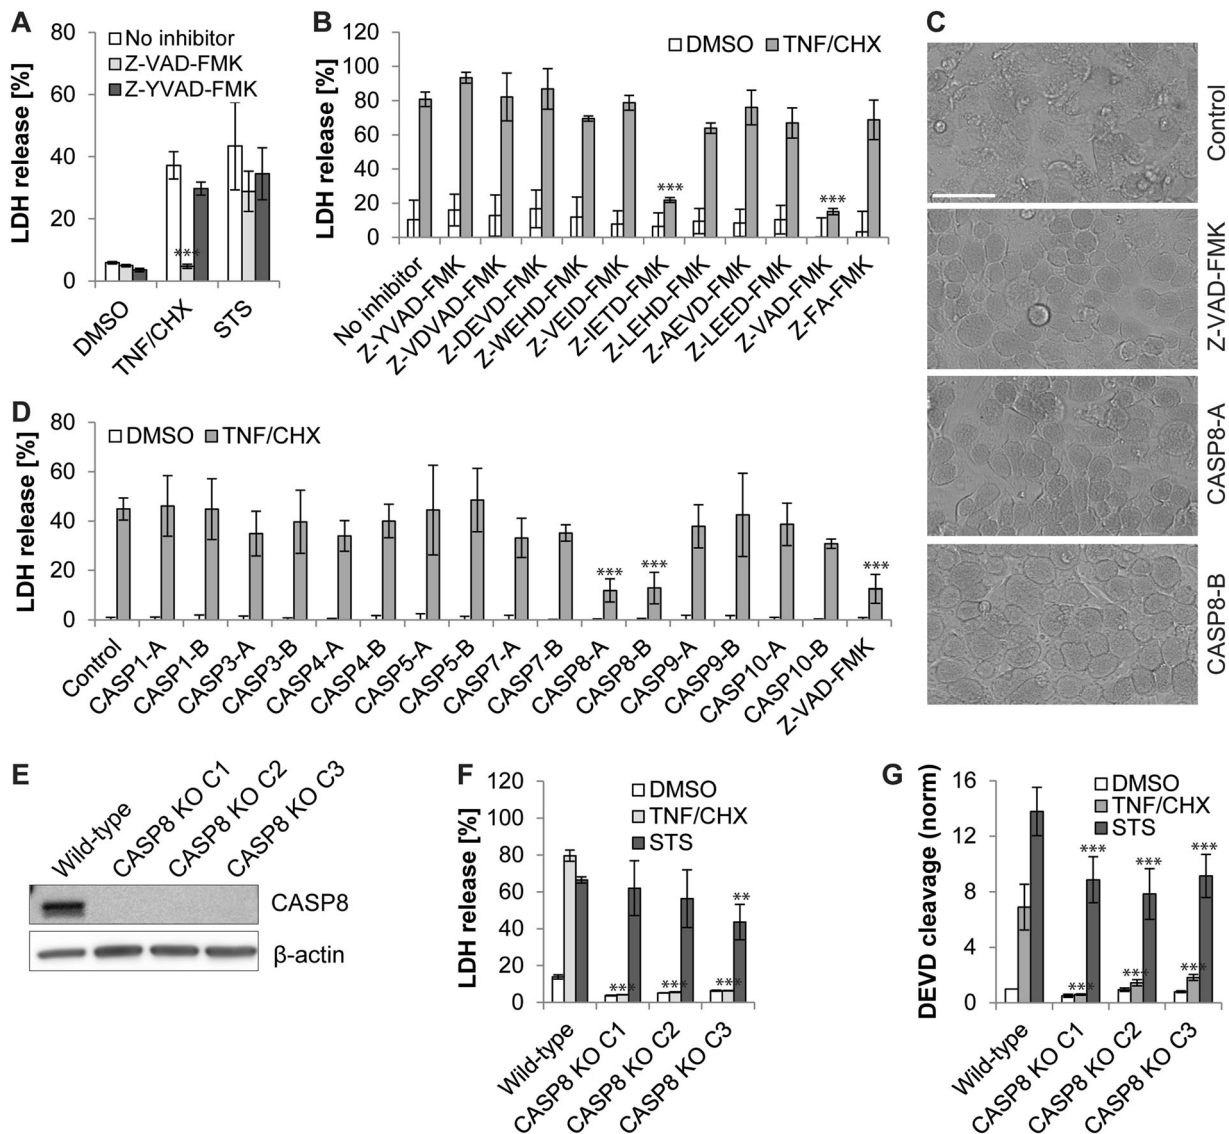 A
LDH release [%]
80
60
40
20
0
No inhibitor
Z-VAD-FMK
Z-YVAD-FMK
***
DMSO
TNF/CHX
STS
B
LDH release [%]
120
100
80
60
40
20
0
DMSO
TNF/CHX
***
***
No inhibitor
Z-YVAD-FMK
Z-VDVAD-FMK
Z-DEVD-FMK
Z-WEHD-FMK
Z-VEID-FMK
Z-IETD-FMK
Z-LEHD-FMK
Z-AEVD-FMK
Z-LEED-FMK
Z-VAD-FMK
Z-FA-FMK
C
Control
Z-VAD-FMK
CASP8-A
CASP8-B
D
LDH release [%]
80
60
40
20
0
DMSO
TNF/CHX
***
***
***
Control
CASP1-A
CASP1-B
CASP3-A
CASP3-B
CASP4-A
CASP4-B
CASP5-A
CASP5-B
CASP7-A
CASP7-B
CASP8-A
CASP8-B
CASP9-A
CASP9-B
CASP10-A
CASP10-B
Z-VAD-FMK
E
Wild-type
CASP8 KO C1
CASP8 KO C2
CASP8 KO C3
CASP8
β-actin
F
LDH release [%]
120
100
80
60
40
20
0
DMSO
TNF/CHX
STS
***
***
***
**
Wild-type
CASP8 KO C1
CASP8 KO C2
CASP8 KO C3
G
DEVD cleavage (norm)
16
12
8
4
0
DMSO
TNF/CHX
STS
***
***
***
***
***
***
Wild-type
CASP8 KO C1
CASP8 KO C2
CASP8 KO C3